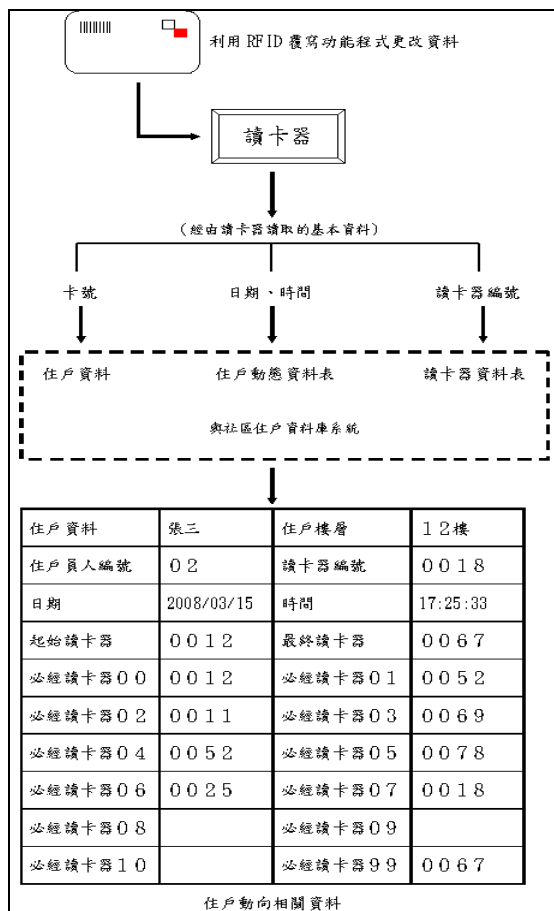 利用 RFID 覆寫功能程式更改資料
讀卡器
(經由讀卡器讀取的基本資料)
卡號 日期、時間 讀卡器編號
住戶資料 住戶動態資料表 讀卡器資料表
與社區住戶資料庫系統
住戶資料 張三 住戶樓層 12樓
住戶員人編號 02 讀卡器編號 0018
日期 2008/03/15 時間 17:25:33
起始讀卡器 0012 最終讀卡器 0067
必經讀卡器00 0012 必經讀卡器01 0052
必經讀卡器02 0011 必經讀卡器03 0069
必經讀卡器04 0052 必經讀卡器05 0078
必經讀卡器06 0025 必經讀卡器07 0018
必經讀卡器08 必經讀卡器09
必經讀卡器10 必經讀卡器99 0067
住戶動向相關資料